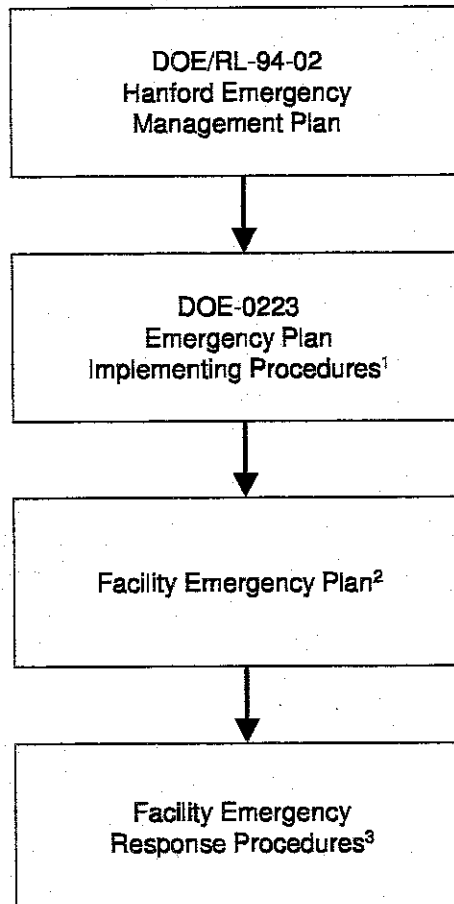 DOE/RL-94-02
Hanford Emergency
Management Plan
DOE-0223
Emergency Plan
Implementing Procedures¹
Facility Emergency Plan²
Facility Emergency
Response Procedures³